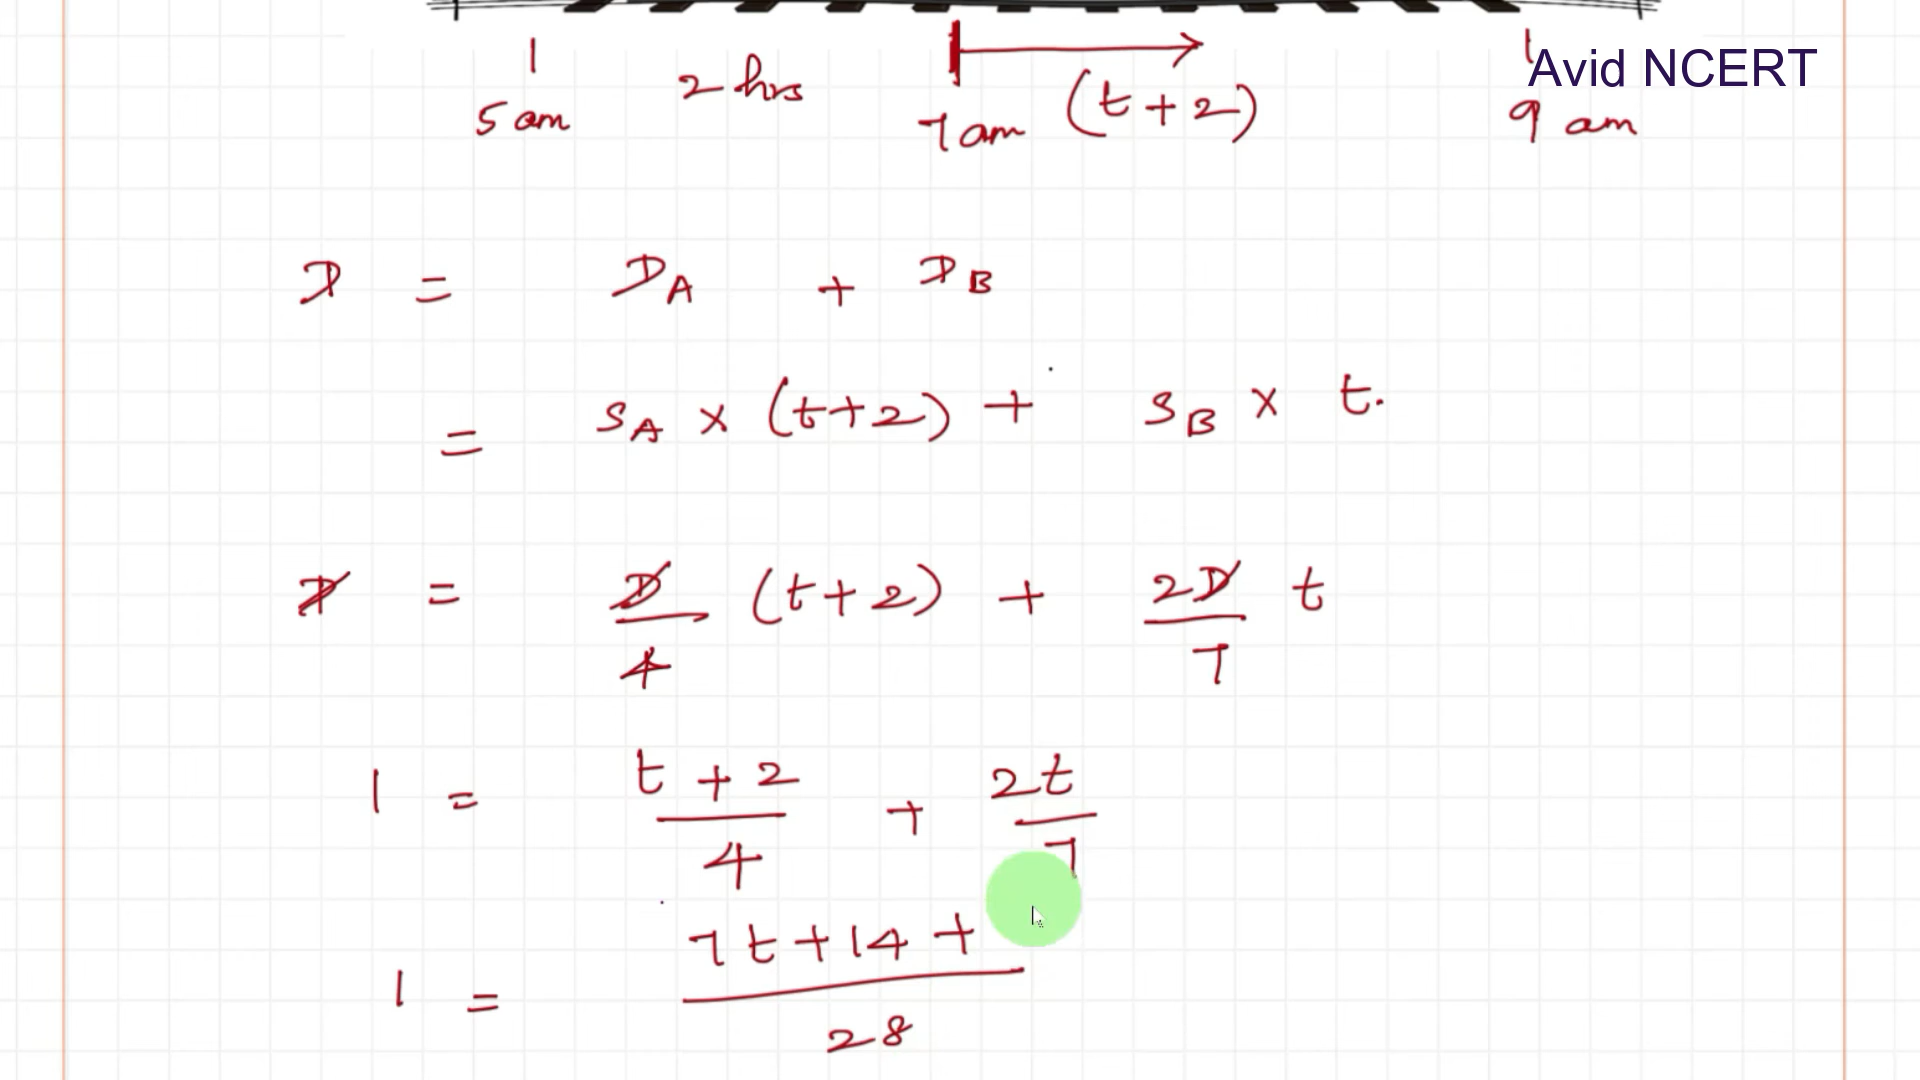 Avid NCERT
5 am 2 hrs 7 am (t + 2) 9 am
D = D_A + D_B
= S_A × (t+2) + S_B × t.
D = D/4 (t+2) + 2D/7 t
1 = t + 2/4 + 2t/7
1 = 7t + 14 +/28